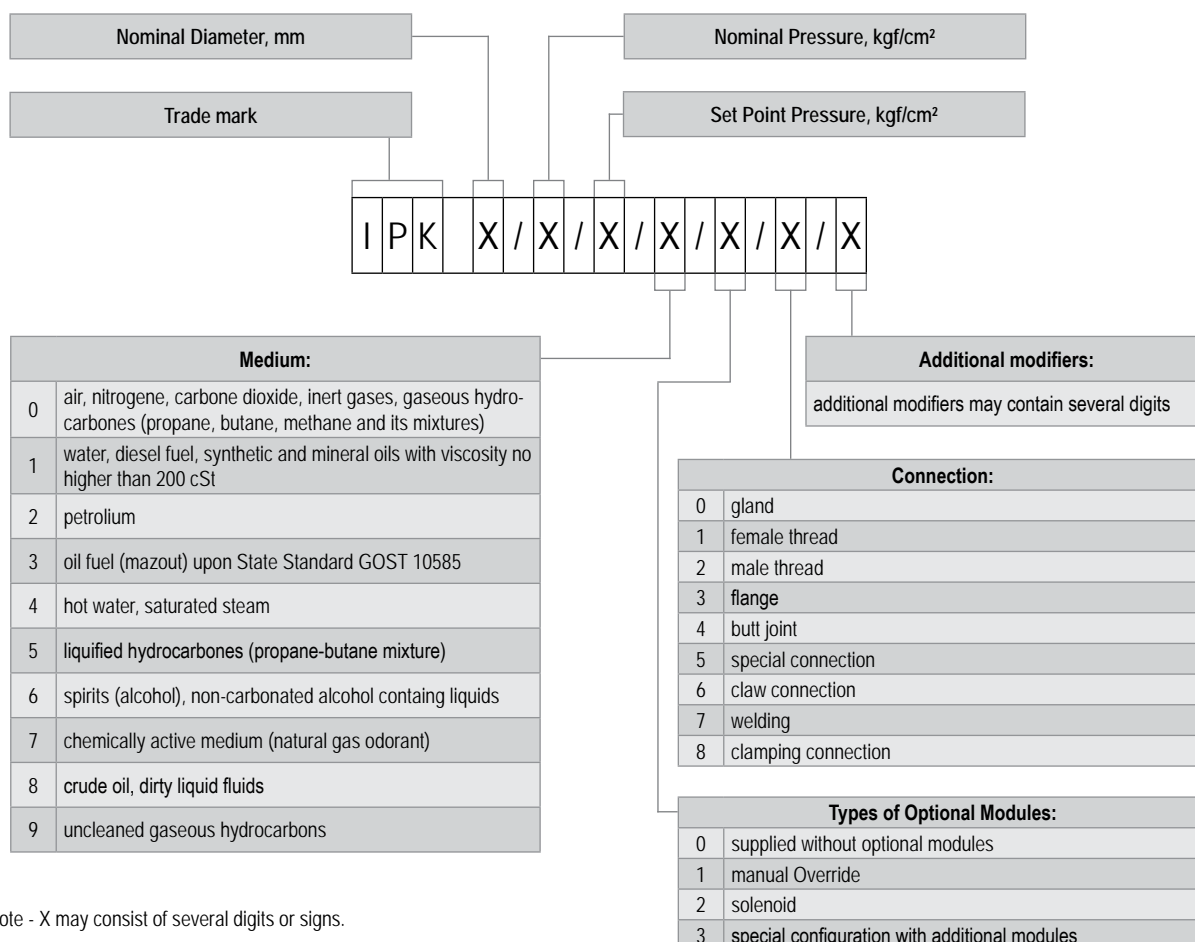 Nominal Diameter, mm
Nominal Pressure, kgf/cm²
Trade mark
Set Point Pressure, kgf/cm²
I P K X / X / X / X / X / X / X
Medium:
0 air, nitrogene, carbone dioxide, inert gases, gaseous hydro-
carbones (propane, butane, methane and its mixtures)
1 water, diesel fuel, synthetic and mineral oils with viscosity no
higher than 200 cSt
2 petrolium
3 oil fuel (mazout) upon State Standard GOST 10585
4 hot water, saturated steam
5 liquified hydrocarbones (propane-butane mixture)
6 spirits (alcohol), non-carbonated alcohol containg liquids
7 chemically active medium (natural gas odorant)
8 crude oil, dirty liquid fluids
9 uncleaned gaseous hydrocarbons
Additional modifiers:
additional modifiers may contain several digits
Connection:
0 gland
1 female thread
2 male thread
3 flange
4 butt joint
5 special connection
6 claw connection
7 welding
8 clamping connection
Types of Optional Modules:
0 supplied without optional modules
1 manual Override
2 solenoid
3 special configuration with additional modules
ote - X may consist of several digits or signs.